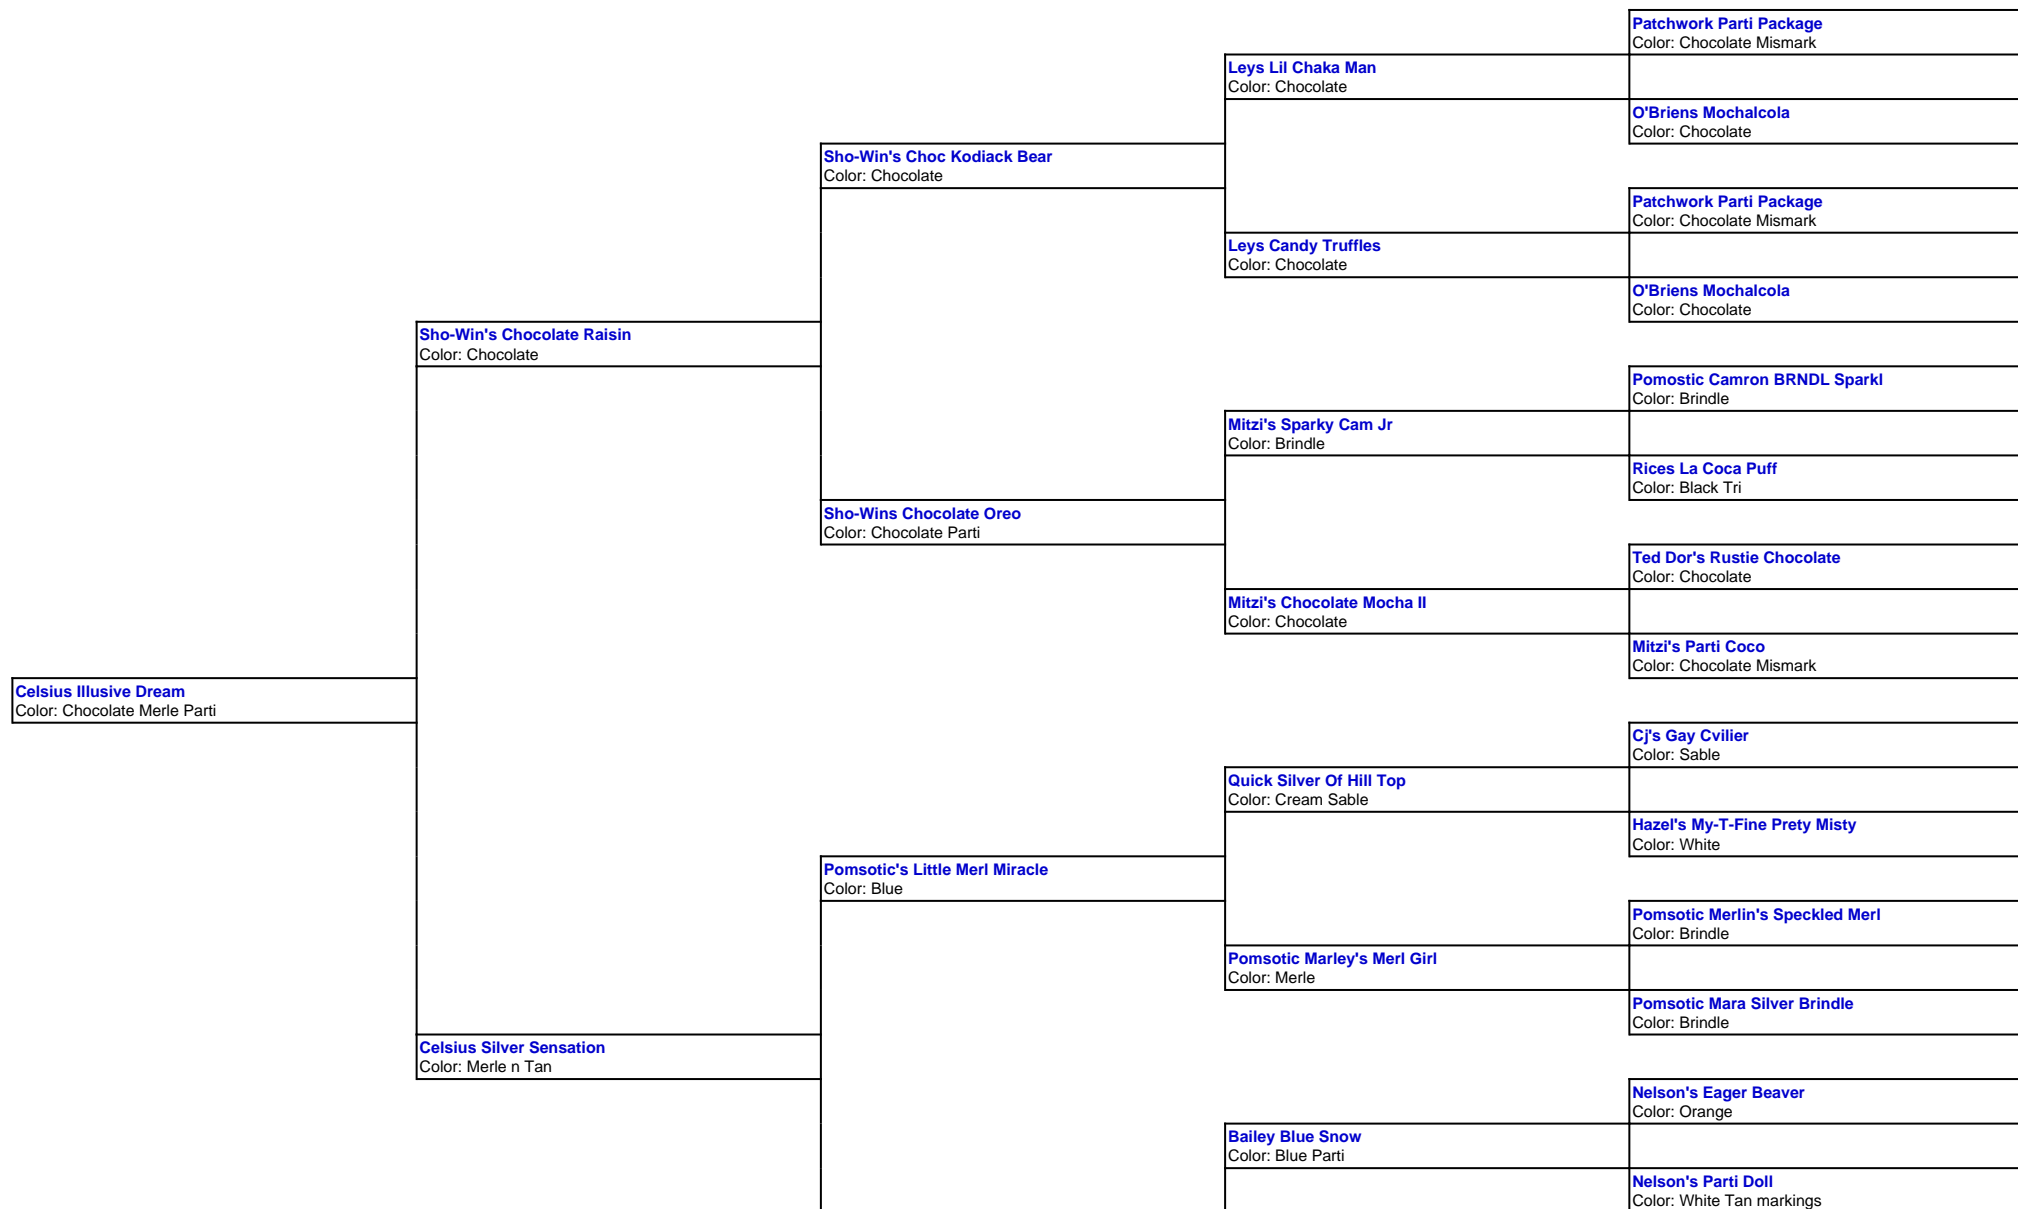 Patchwork Parti Package
Color: Chocolate Mismark
Leys Lil Chaka Man
Color: Chocolate
O'Briens Mochalcola
Color: Chocolate
Sho-Win's Choc Kodiack Bear
Color: Chocolate
Patchwork Parti Package
Color: Chocolate Mismark
Leys Candy Truffles
Color: Chocolate
O'Briens Mochalcola
Color: Chocolate
Sho-Win's Chocolate Raisin
Color: Chocolate
Pomostic Camron BRNDL Sparkl
Color: Brindle
Mitzi's Sparky Cam Jr
Color: Brindle
Rices La Coca Puff
Color: Black Tri
Sho-Wins Chocolate Oreo
Color: Chocolate Parti
Ted Dor's Rustie Chocolate
Color: Chocolate
Mitzi's Chocolate Mocha II
Color: Chocolate
Mitzi's Parti Coco
Color: Chocolate Mismark
Celsius Illusive Dream
Color: Chocolate Merle Parti
Cj's Gay Cvilier
Color: Sable
Quick Silver Of Hill Top
Color: Cream Sable
Hazel's My-T-Fine Prety Misty
Color: White
Pomsotic's Little Merl Miracle
Color: Blue
Pomsotic Merlin's Speckled Merl
Color: Brindle
Pomsotic Marley's Merl Girl
Color: Merle
Pomsotic Mara Silver Brindle
Color: Brindle
Celsius Silver Sensation
Color: Merle n Tan
Nelson's Eager Beaver
Color: Orange
Bailey Blue Snow
Color: Blue Parti
Nelson's Parti Doll
Color: White Tan markings